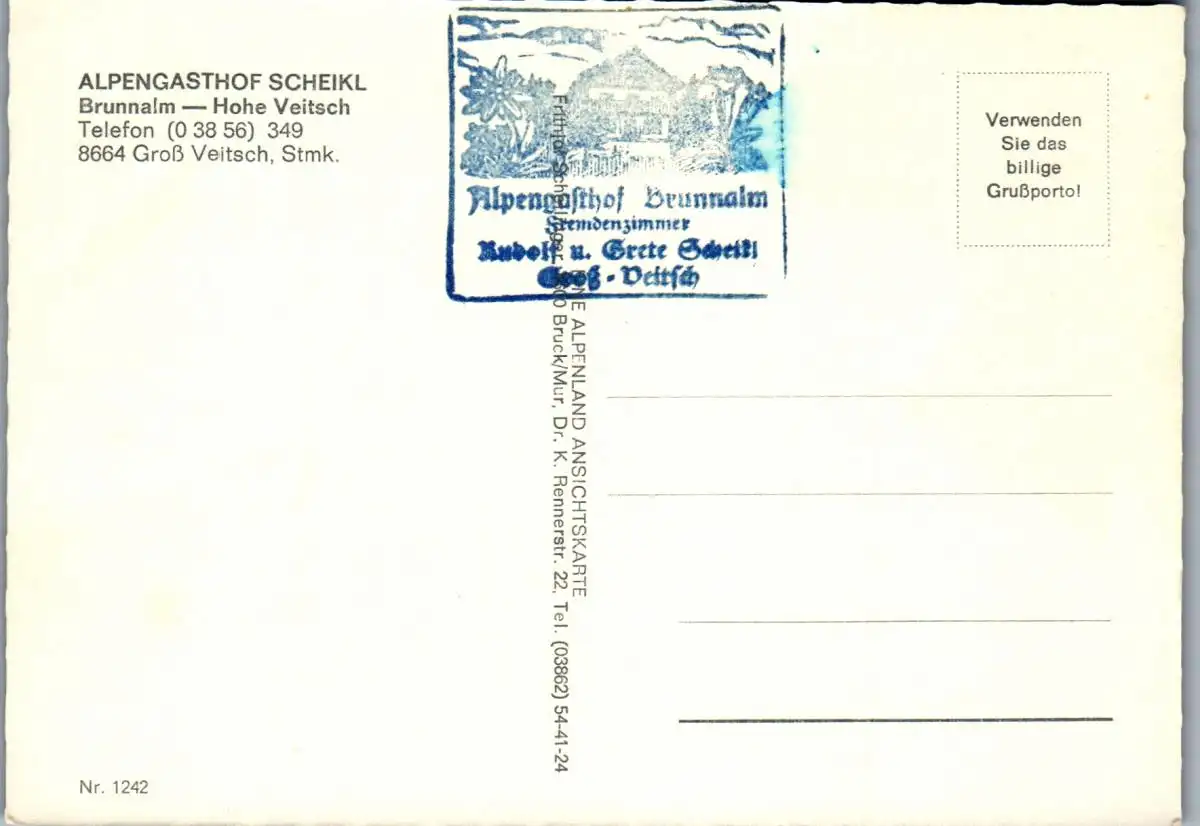 ALPENGASTHOF SCHEIKL
Brunnalm — Hohe Veitsch
Telefon (0 38 56) 349
8664 Groß Veitsch, Stmk.
Alpengasthof Brunnalm
Fremdenzimmer
Rudolf u. Grete Scheikl
Groß - Veitsch
Verwenden
Sie das
billige
Grußporto!
ALPENLAND ANSICHTSKARTE
Bruck/Mur, Dr. K. Rennerstr. 22, Tel. (03862) 54-41-24
Nr. 1242